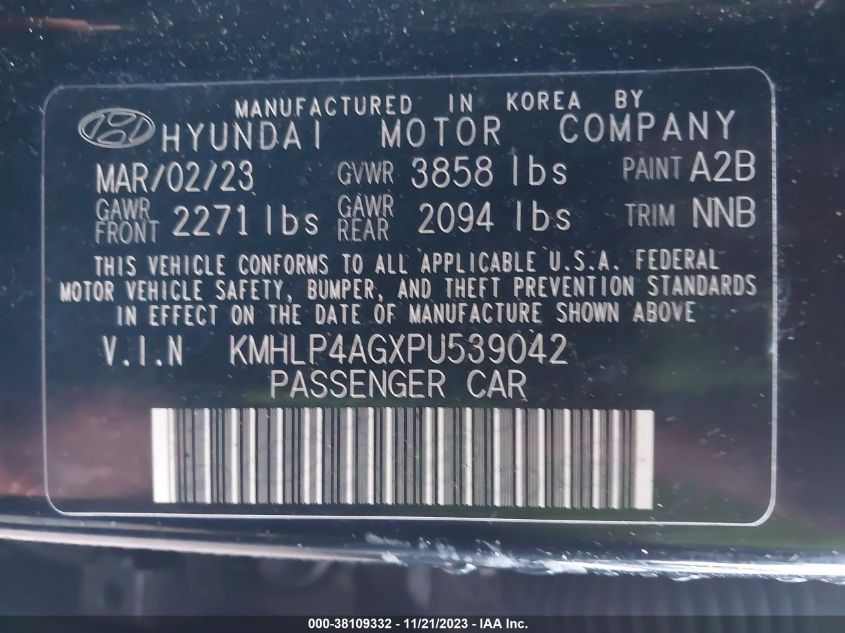 MANUFACTURED IN KOREA BY
HYUNDAI MOTOR COMPANY
MAR/02/23 GVWR 3858 lbs PAINT A2B
GAWR FRONT 2271 lbs GAWR REAR 2094 lbs TRIM NNB
THIS VEHICLE CONFORMS TO ALL APPLICABLE U.S.A. FEDERAL
MOTOR VEHICLE SAFETY, BUMPER, AND THEFT PREVENTION STANDARDS
IN EFFECT ON THE DATE OF MANUFACTURE SHOWN ABOVE
V.I.N KMHLP4AGXPU539042
PASSENGER CAR
000-38109332 - 11/21/2023 - IAA Inc.